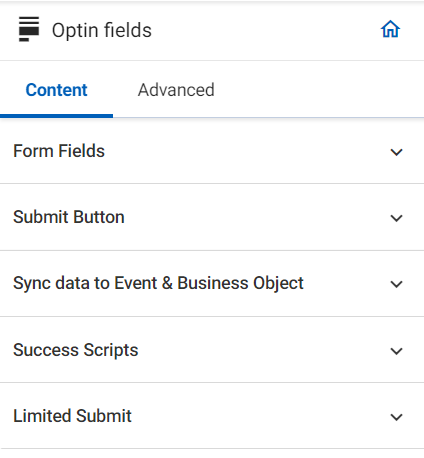 Optin fields
Content Advanced
Form Fields
Submit Button
Sync data to Event & Business Object
Success Scripts
Limited Submit